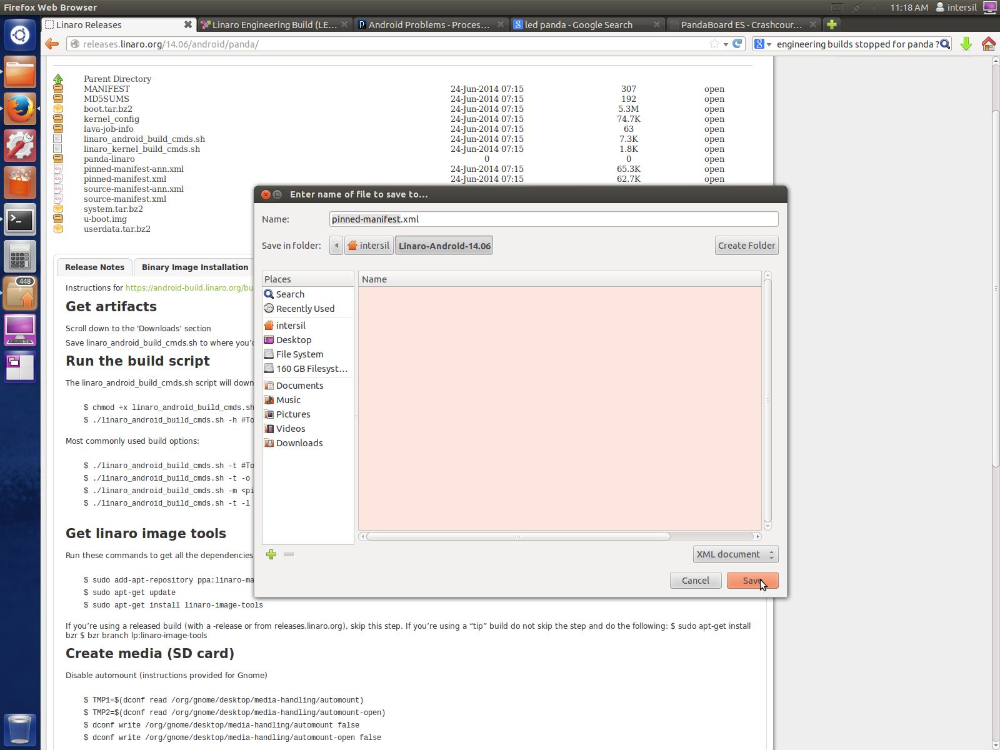 Firefox Web Browser
11:18 AM
intersil
Linaro Releases
Linaro Engineering Build (LE...
Android Problems - Proces...
led panda - Google Search
PandaBoard ES - Crashcour...
releases.linaro.org/14.06/android/panda/
engineering builds stopped for panda ?
Parent Directory
MANIFEST 24-Jun-2014 07:15 307 open
MD5SUMS 24-Jun-2014 07:15 192 open
boot.tar.bz2 24-Jun-2014 07:15 5.3M open
kernel_config 24-Jun-2014 07:15 74.7K open
lava-job-info 24-Jun-2014 07:15 63 open
linaro_android_build_cmds.sh 24-Jun-2014 07:15 7.3K open
linaro_kernel_build_cmds.sh 24-Jun-2014 07:15 1.8K open
panda-linaro 0 0 open
pinned-manifest-ann.xml 24-Jun-2014 07:15 65.3K open
pinned-manifest.xml 24-Jun-2014 07:15 62.7K open
source-manifest-ann.xml
source-manifest.xml
system.tar.bz2
u-boot.img
userdata.tar.bz2
Enter name of file to save to...
Name: pinned-manifest.xml
Save in folder: intersil Linaro-Android-14.06 Create Folder
Places
Search
Recently Used
intersil
Desktop
File System
160 GB Filesyst...
Documents
Music
Pictures
Videos
Downloads
Name
XML document
Cancel
Save
448
Release Notes
Binary Image Installation
Instructions for https://android-build.linaro.org/bu
Get artifacts
Scroll down to the 'Downloads’ section
Save linaro_android_build_cmds.sh to where you’
Run the build script
The linaro_android_build_cmds.sh script will down
$ chmod +x linaro_android_build_cmds.sh
$ ./linaro_android_build_cmds.sh -h #To
Most commonly used build options:
$ ./linaro_android_build_cmds.sh -t #To
$ ./linaro_android_build_cmds.sh -t -o
$ ./linaro_android_build_cmds.sh -m <pi
$ ./linaro_android_build_cmds.sh -t -l
Get linaro image tools
Run these commands to get all the dependencies
$ sudo add-apt-repository ppa:linaro-ma
$ sudo apt-get update
$ sudo apt-get install linaro-image-tools
If you’re using a released build (with a -release or from releases.linaro.org), skip this step. If you’re using a “tip” build do not skip the step and do the following: $ sudo apt-get install
bzr $ bzr branch lp:linaro-image-tools
Create media (SD card)
Disable automount (instructions provided for Gnome)
$ TMP1=$(dconf read /org/gnome/desktop/media-handling/automount)
$ TMP2=$(dconf read /org/gnome/desktop/media-handling/automount-open)
$ dconf write /org/gnome/desktop/media-handling/automount false
$ dconf write /org/gnome/desktop/media-handling/automount-open false